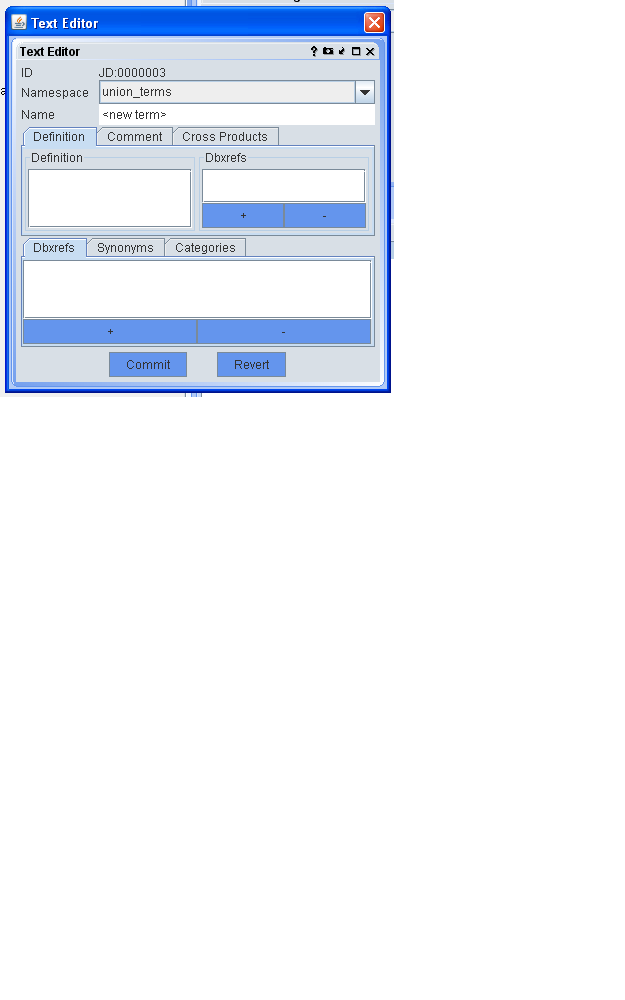 Text Editor
Text Editor ?
ID JD:0000003
Namespace union_terms
Name <new term>
Definition Comment Cross Products
Definition Dbxrefs
+ -
Dbxrefs Synonyms Categories
+ -
Commit Revert